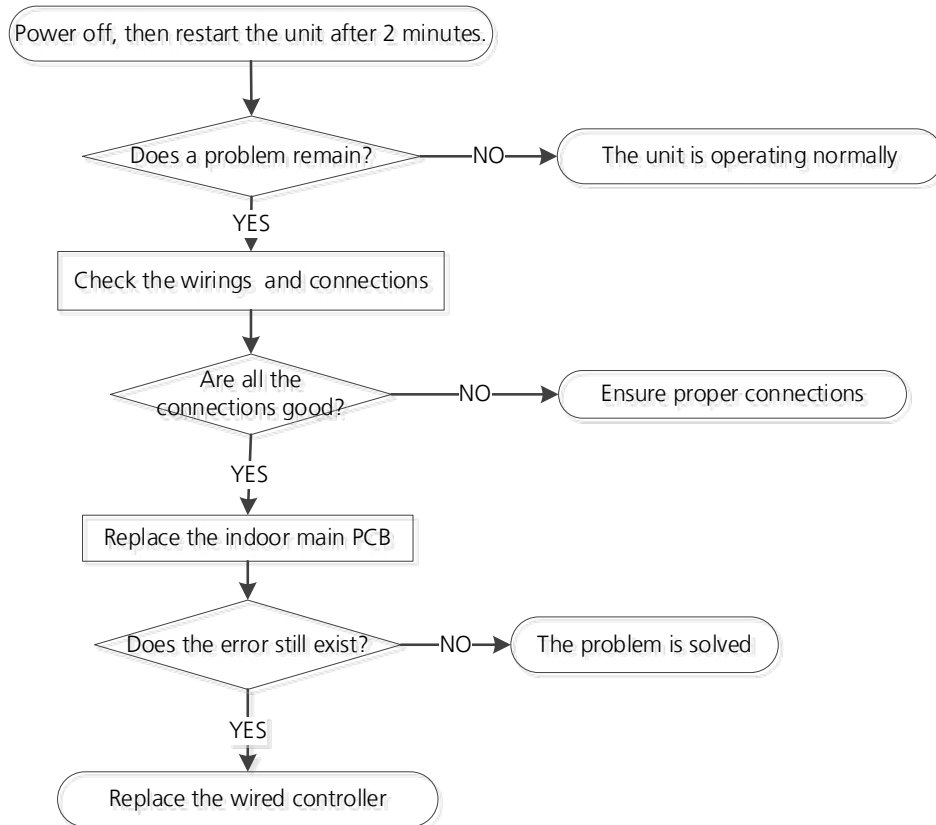 Power off, then restart the unit after 2 minutes.
Does a problem remain?
NO
The unit is operating normally
YES
Check the wirings and connections
Are all the
connections good?
NO
Ensure proper connections
YES
Replace the indoor main PCB
Does the error still exist?
NO
The problem is solved
YES
Replace the wired controller